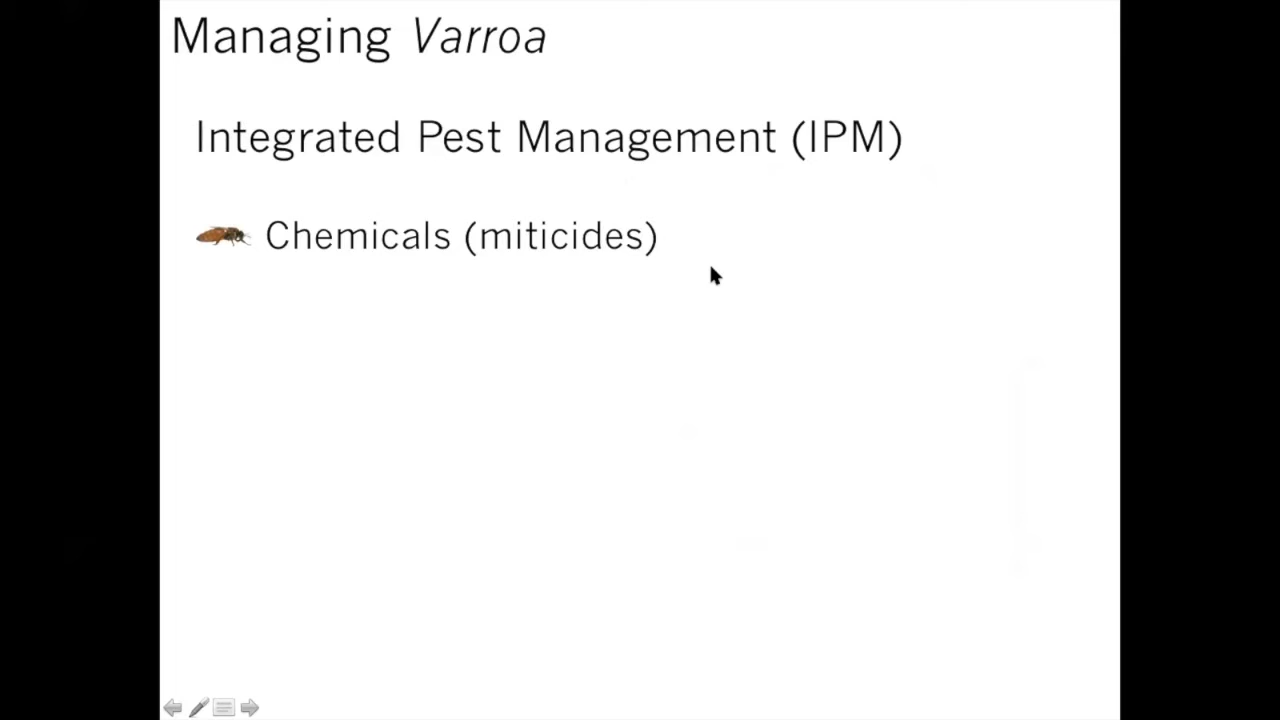 Managing Varroa
Integrated Pest Management (IPM)
Chemicals (miticides)